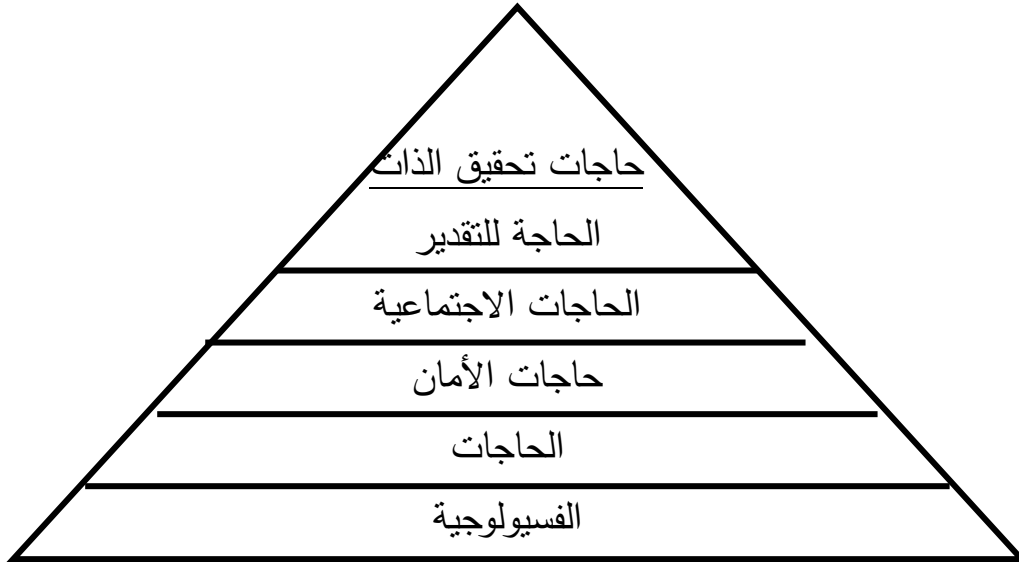 حاجات تحقيق الذات
الحاجة للتقدير
الحاجات الاجتماعية
حاجات الأمان
الحاجات
الفسيولوجية